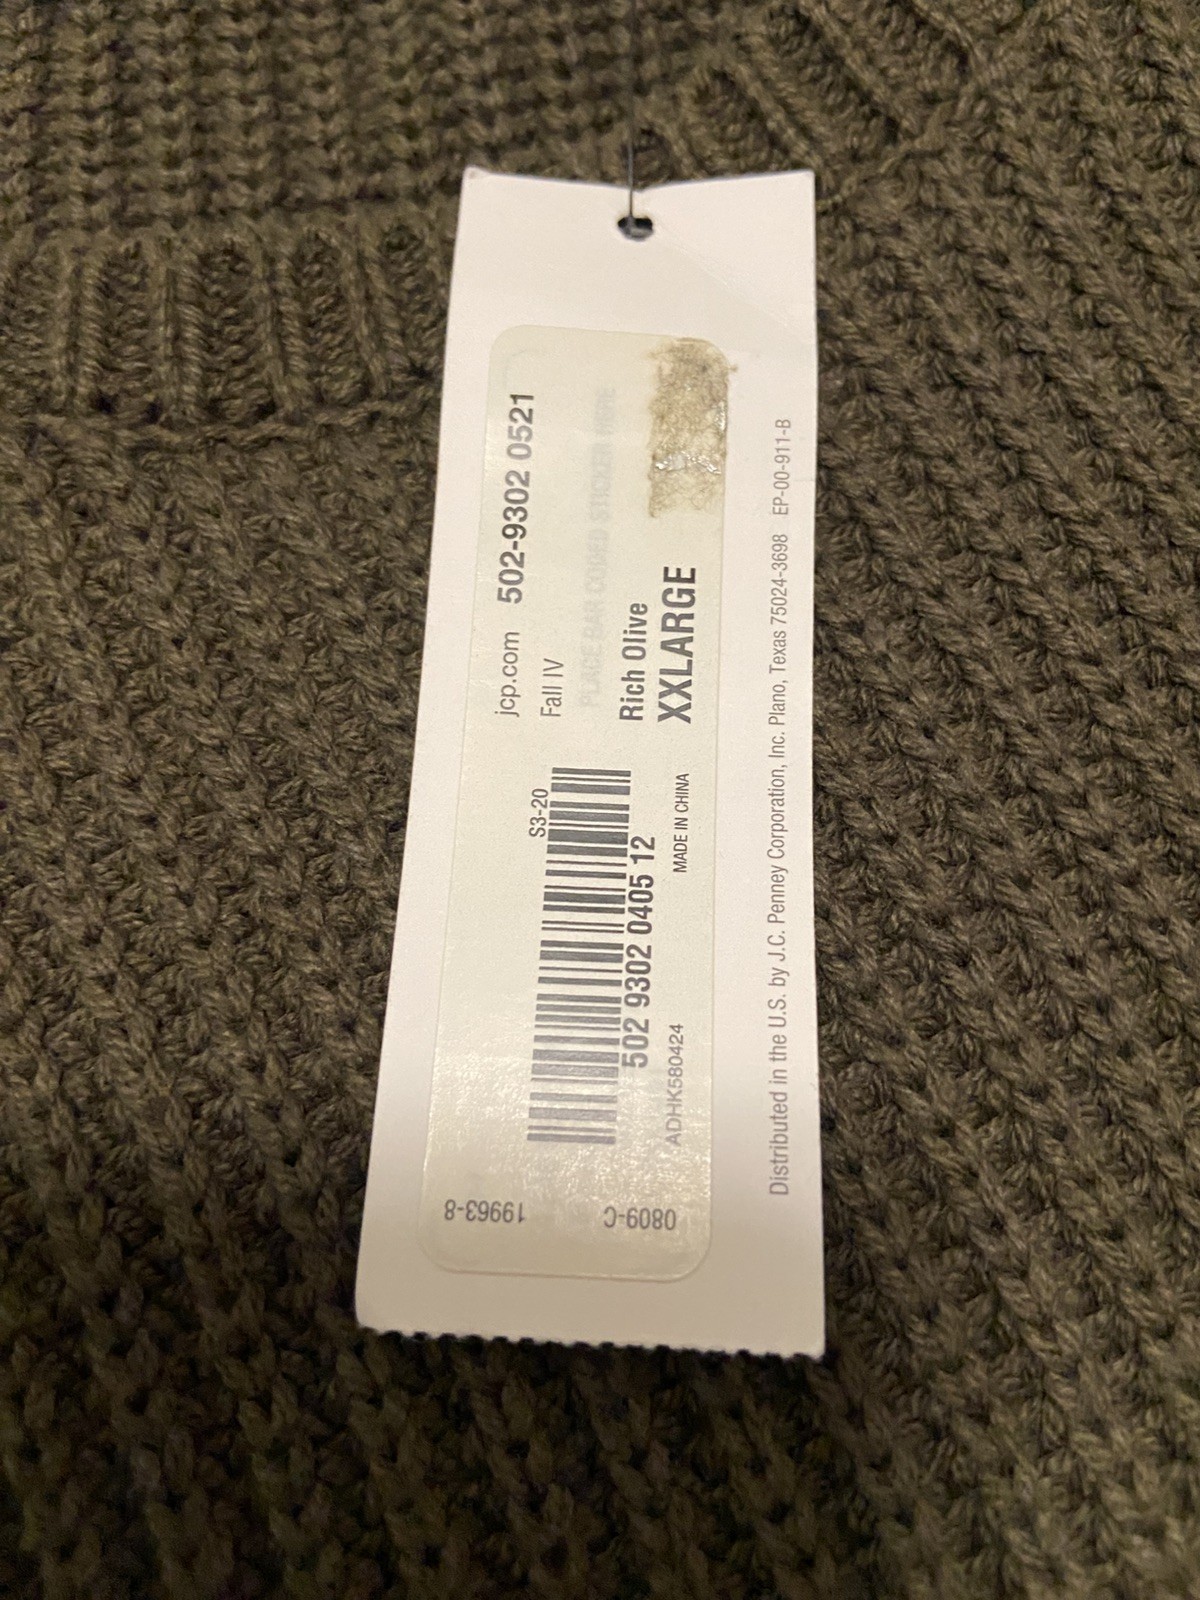 jcp.com 502-9302 0521
Fall IV
PLACE BAR CODED STICKER HERE
S3-20
Rich Olive
502 9302 0405 12
XXLARGE
ADHK580424 MADE IN CHINA
19963-8
0809-C
Distributed in the U.S. by J.C. Penney Corporation, Inc. Plano, Texas 75024-3698 EP-00-911-B